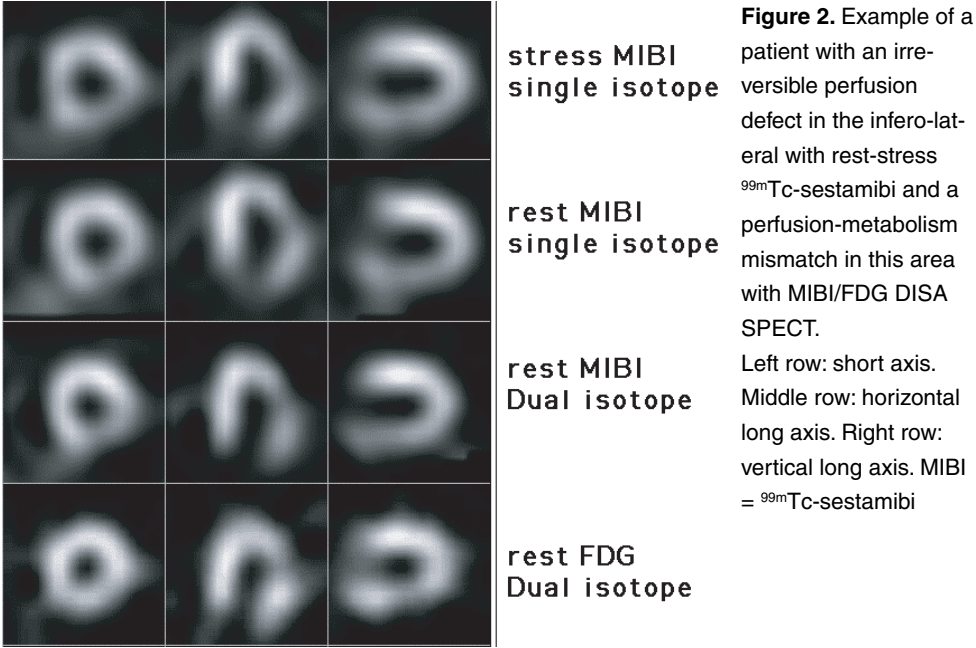 stress MIBI
single isotope
rest MIBI
single isotope
rest MIBI
Dual isotope
rest FDG
Dual isotope
Figure 2. Example of a
patient with an irre-
versible perfusion
defect in the infero-lat-
eral with rest-stress
99mTc-sestamibi and a
perfusion-metabolism
mismatch in this area
with MIBI/FDG DISA
SPECT.
Left row: short axis.
Middle row: horizontal
long axis. Right row:
vertical long axis. MIBI
= 99mTc-sestamibi